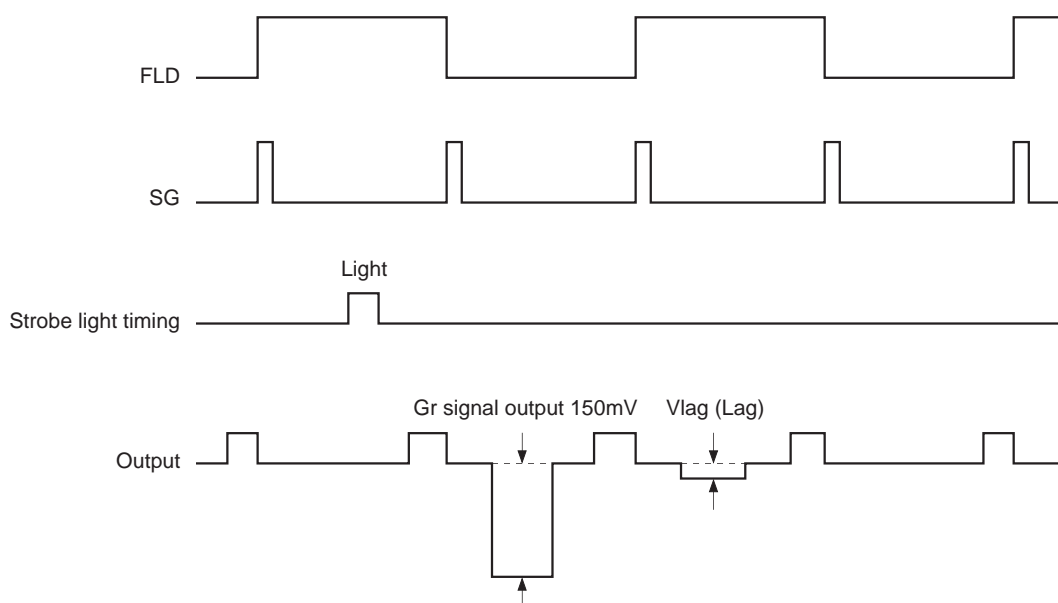 FLD
SG
Light
Strobe light timing
Gr signal output 150mV Vlag (Lag)
Output